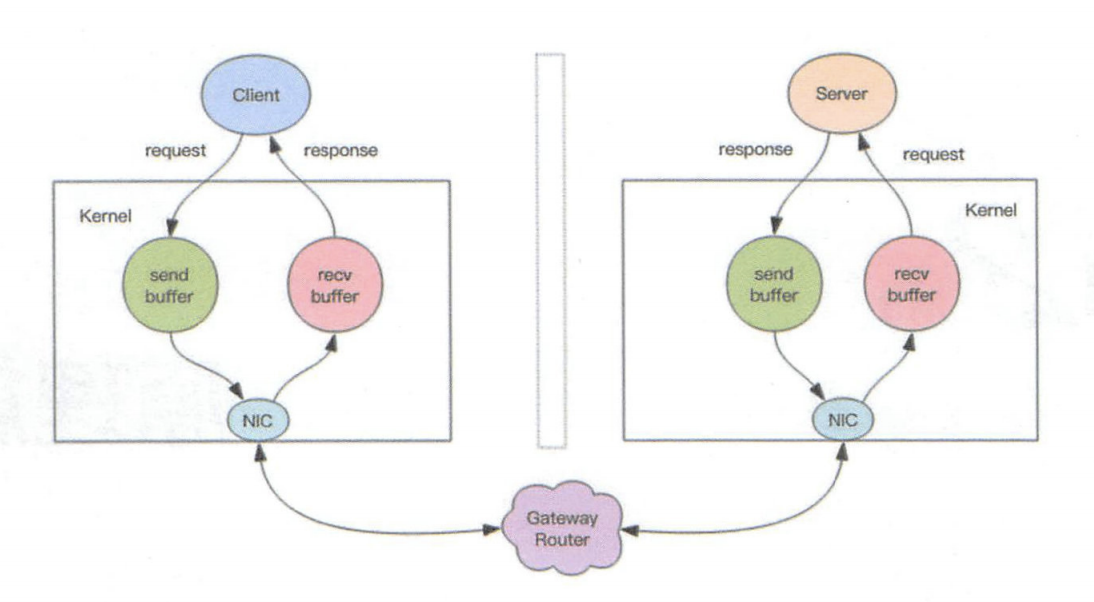 Client
Server
request
response
response
request
Kernel
Kernel
send
buffer
recv
buffer
send
buffer
recv
buffer
NIC
NIC
Gateway
Router